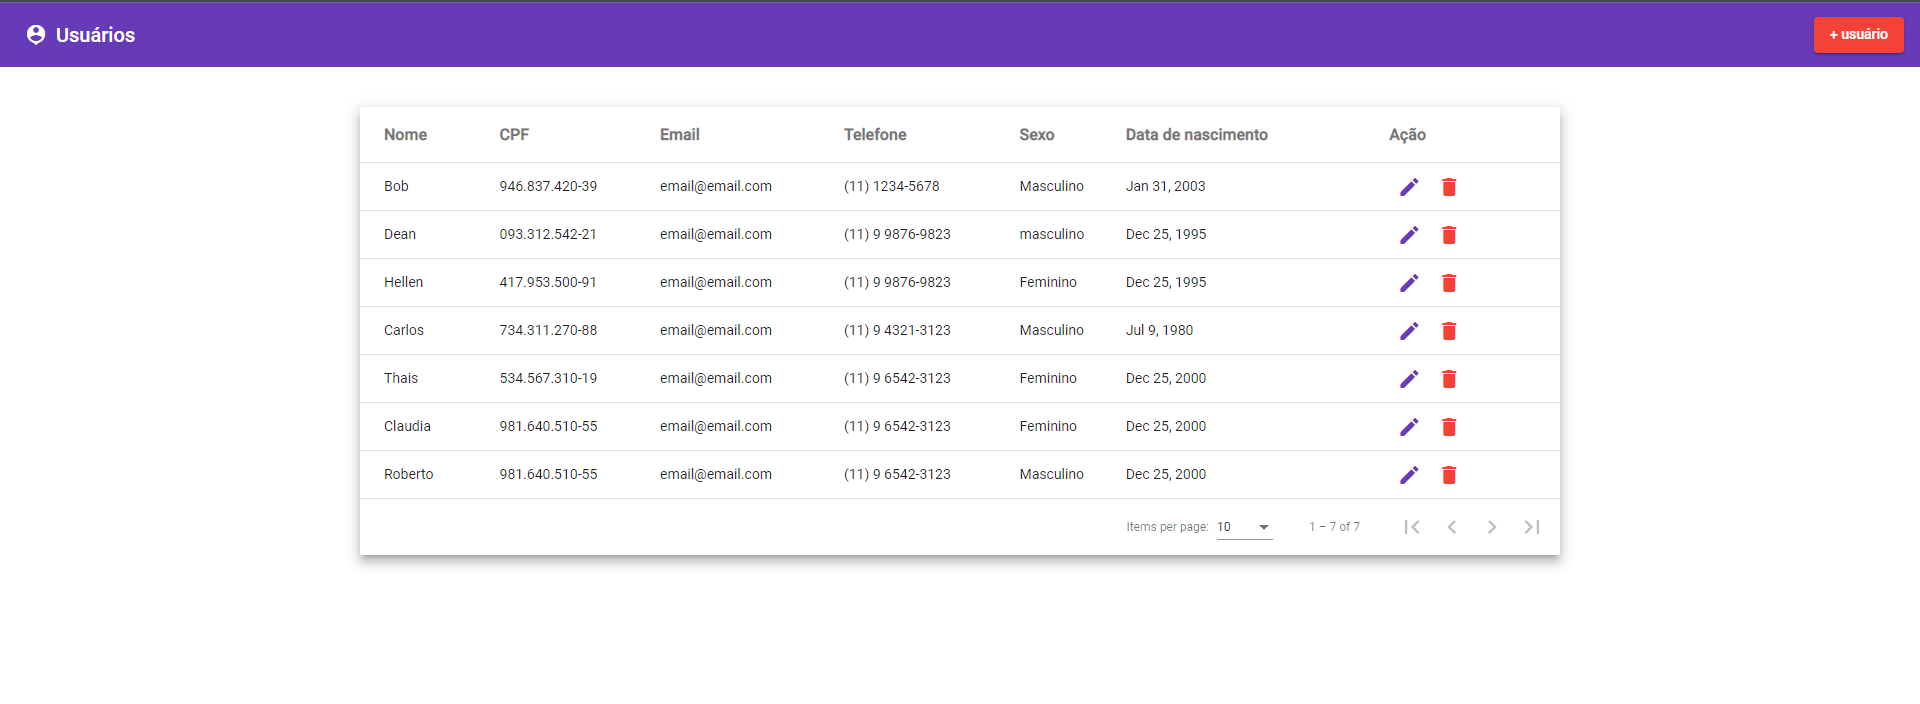 Usuários
+ usuário
Nome CPF Email Telefone Sexo Data de nascimento Ação
Bob 946.837.420-39 email@email.com (11) 1234-5678 Masculino Jan 31, 2003
Dean 093.312.542-21 email@email.com (11) 9 9876-9823 masculino Dec 25, 1995
Hellen 417.953.500-91 email@email.com (11) 9 9876-9823 Feminino Dec 25, 1995
Carlos 734.311.270-88 email@email.com (11) 9 4321-3123 Masculino Jul 9, 1980
Thais 534.567.310-19 email@email.com (11) 9 6542-3123 Feminino Dec 25, 2000
Claudia 981.640.510-55 email@email.com (11) 9 6542-3123 Feminino Dec 25, 2000
Roberto 981.640.510-55 email@email.com (11) 9 6542-3123 Masculino Dec 25, 2000
Items per page: 10 1 – 7 of 7